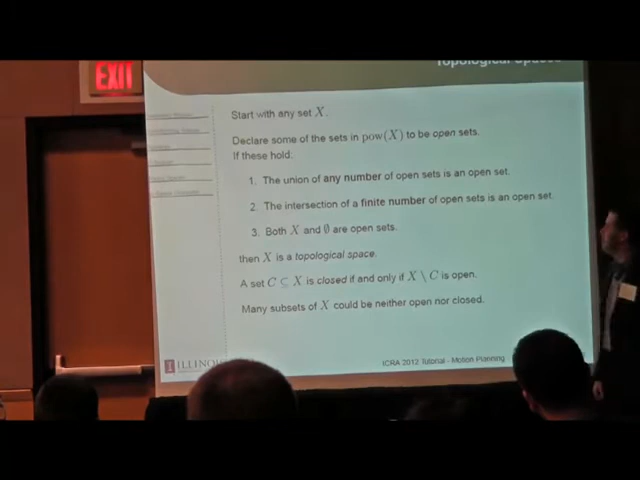 EXIT
Topological Spaces
Start with any set X.
Declare some of the sets in pow(X) to be open sets.
If these hold:
1. The union of any number of open sets is an open set.
2. The intersection of a finite number of open sets is an open set.
3. Both X and ∅ are open sets.
then X is a topological space.
A set C ⊆ X is closed if and only if X \ C is open.
Many subsets of X could be neither open nor closed.
I ILLINOIS
ICRA 2012 Tutorial - Motion Planning